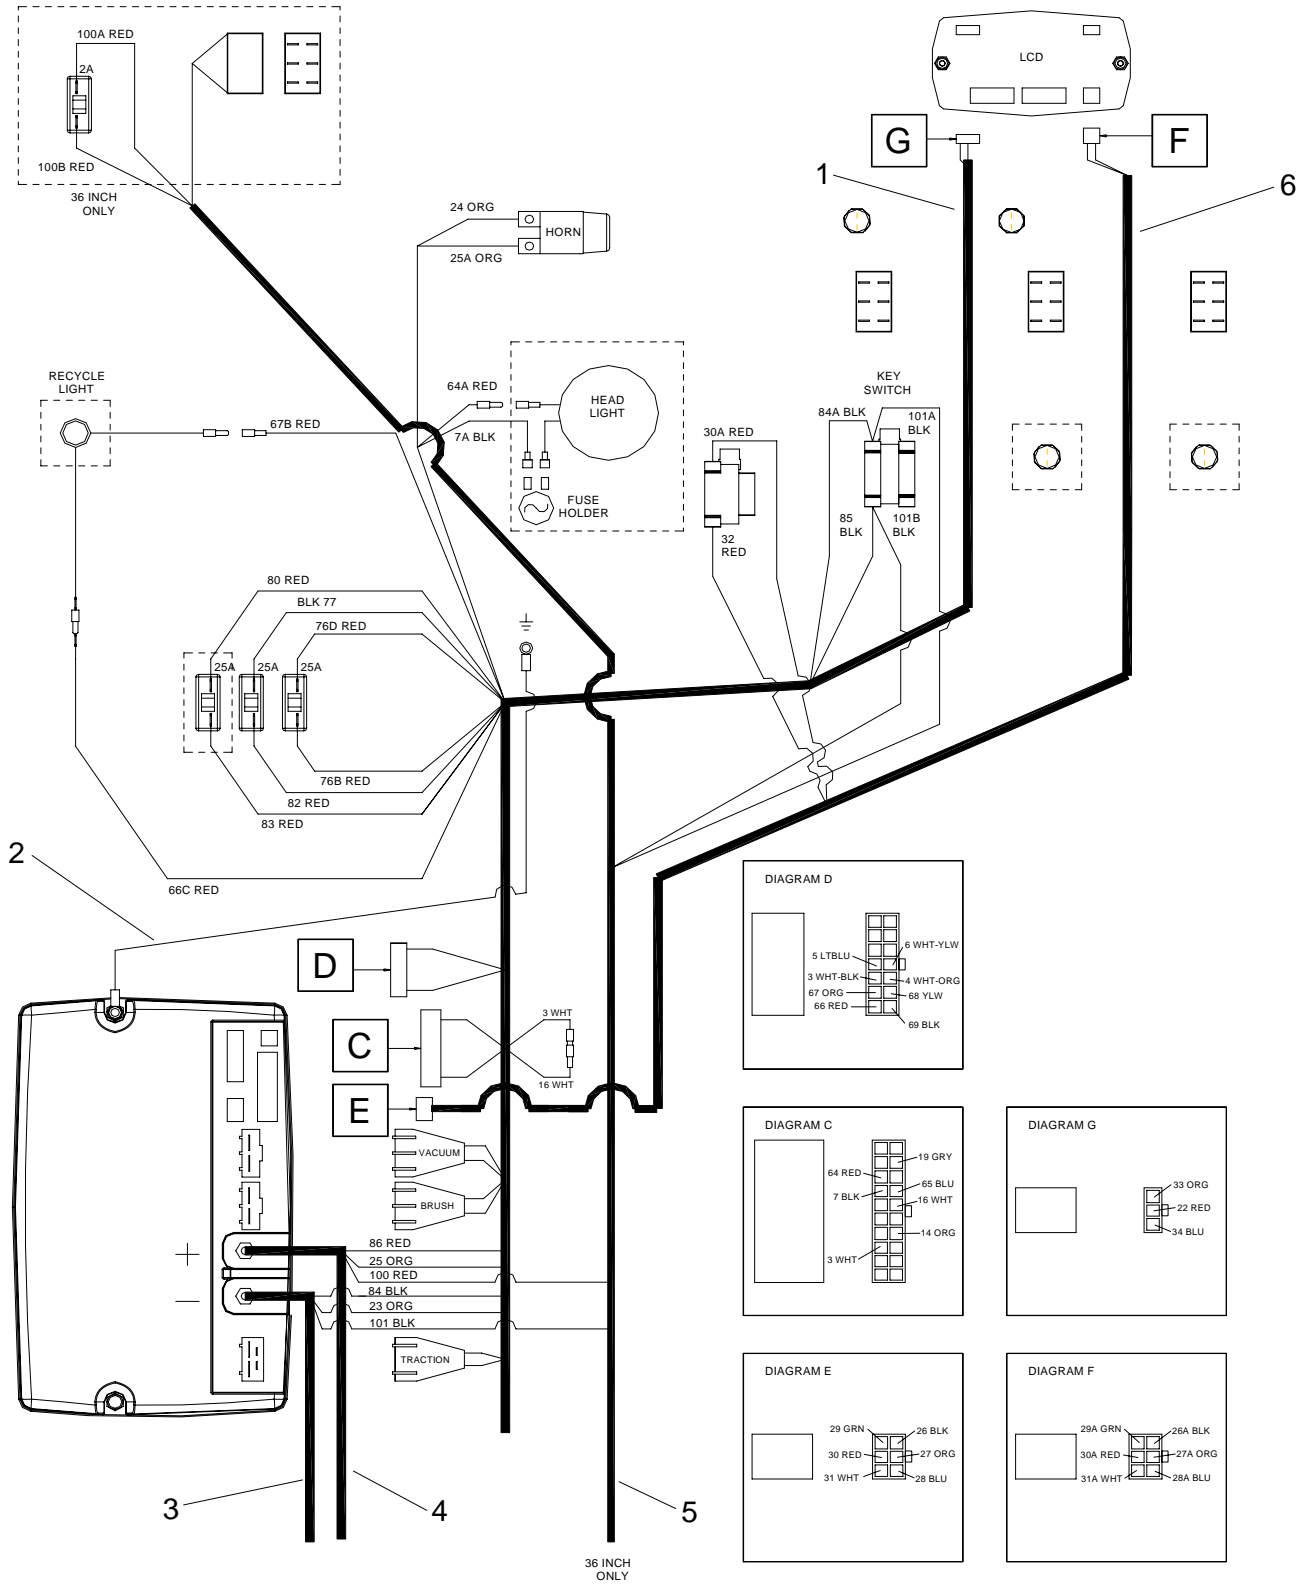 100A RED
2A
100B RED
36 INCH
ONLY
LCD
G
F
1
6
24 ORG
HORN
25A ORG
RECYCLE
LIGHT
67B RED
64A RED
7A BLK
HEAD
LIGHT
FUSE
HOLDER
KEY
SWITCH
84A BLK
101A
BLK
30A RED
85
BLK
101B
BLK
32
RED
80 RED
BLK 77
76D RED
25A
25A
25A
76B RED
82 RED
83 RED
2
66C RED
D
C
E
3 WHT
16 WHT
VACUUM
BRUSH
86 RED
25 ORG
100 RED
84 BLK
23 ORG
101 BLK
TRACTION
+
—
3
4
5
36 INCH
ONLY
DIAGRAM D
5 LTBLU
6 WHT-YLW
3 WHT-BLK
4 WHT-ORG
67 ORG
68 YLW
66 RED
69 BLK
DIAGRAM C
19 GRY
64 RED
65 BLU
7 BLK
16 WHT
14 ORG
3 WHT
DIAGRAM G
33 ORG
22 RED
34 BLU
DIAGRAM E
29 GRN
26 BLK
30 RED
27 ORG
31 WHT
28 BLU
DIAGRAM F
29A GRN
26A BLK
30A RED
27A ORG
31A WHT
28A BLU